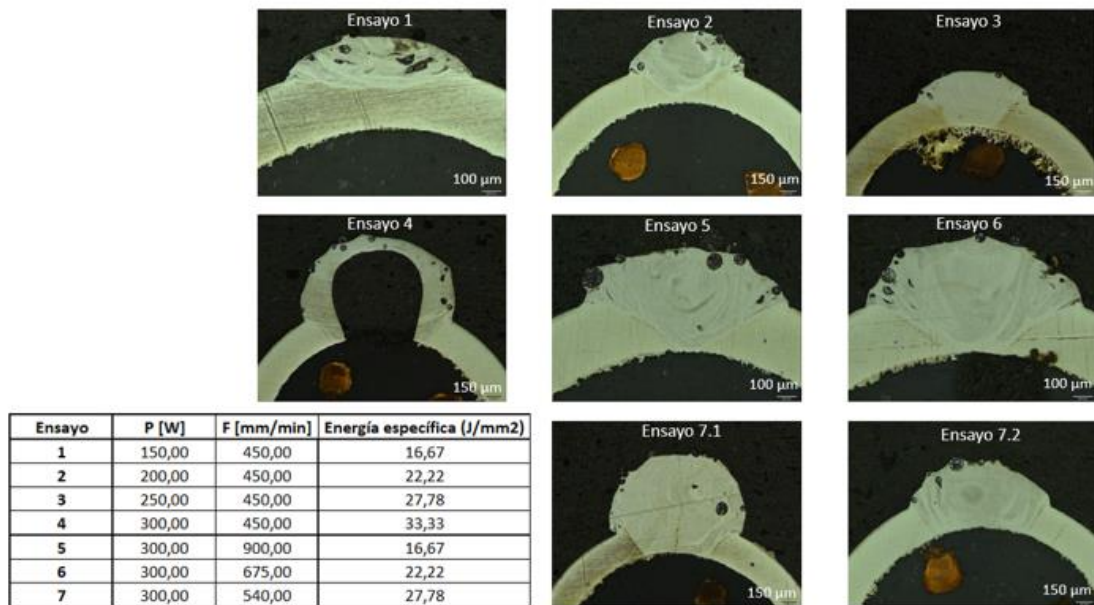 Ensayo 1
Ensayo 2
Ensayo 3
100 µm
150 µm
150 µm
Ensayo 4
Ensayo 5
Ensayo 6
150 µm
100 µm
100 µm
Ensayo 7.1
Ensayo 7.2
150 µm
150 µm
Ensayo P [W] F [mm/min] Energía específica (J/mm2)
1 150,00 450,00 16,67
2 200,00 450,00 22,22
3 250,00 450,00 27,78
4 300,00 450,00 33,33
5 300,00 900,00 16,67
6 300,00 675,00 22,22
7 300,00 540,00 27,78